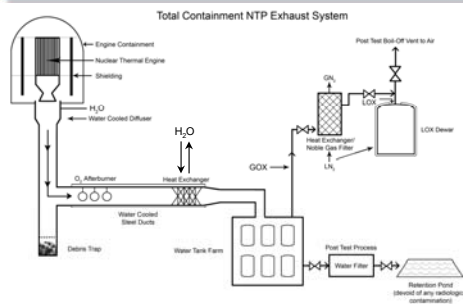 Total Containment NTP Exhaust System
Engine Containment
Nuclear Thermal Engine
Shielding
H₂O
Water Cooled Diffuser
H₂O
O₂ Afterburner
Heat Exchanger
Water Cooled
Steel Ducts
Debris Trap
Water Tank Farm
GOX
GN₂
Heat Exchanger/
Noble Gas Filter
LN₂
Post Test Boil-Off Vent to Air
LOX
LOX Dewar
Post Test Process
Water Filter
Retention Pond
(devoid of any radiologic
contamination)